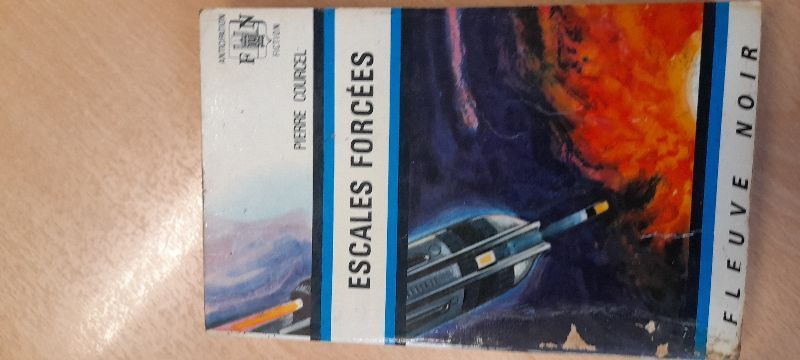 ANTICIPATION
FN
FICTION
PIERRE COURCEL
ESCALES FORCÉES
FLEUVE NOIR